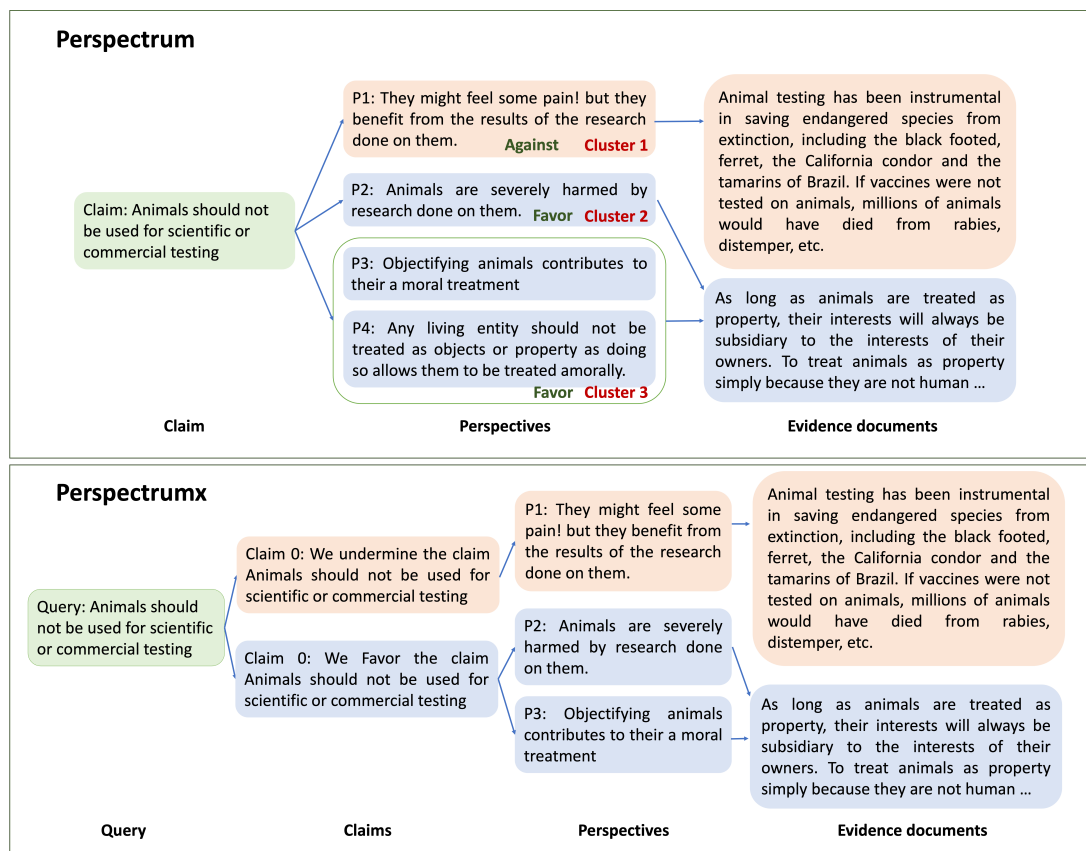 Perspectrum
P1: They might feel some pain! but they
benefit from the results of the research
done on them.
Against Cluster 1
P2: Animals are severely harmed by
research done on them.
Favor Cluster 2
Claim: Animals should not
be used for scientific or
commercial testing
P3: Objectifying animals contributes to
their a moral treatment
P4: Any living entity should not be
treated as objects or property as doing
so allows them to be treated amorally.
Favor Cluster 3
Animal testing has been instrumental
in saving endangered species from
extinction, including the black footed,
ferret, the California condor and the
tamarins of Brazil. If vaccines were not
tested on animals, millions of animals
would have died from rabies,
distemper, etc.
As long as animals are treated as
property, their interests will always be
subsidiary to the interests of their
owners. To treat animals as property
simply because they are not human ...
Claim
Perspectives
Evidence documents
Perspectrumx
Query: Animals should
not be used for scientific
or commercial testing
Claim 0: We undermine the claim
Animals should not be used for
scientific or commercial testing
Claim 0: We Favor the claim
Animals should not be used for
scientific or commercial testing
P1: They might feel some
pain! but they benefit from
the results of the research
done on them.
P2: Animals are severely
harmed by research done
on them.
P3: Objectifying animals
contributes to their a moral
treatment
Animal testing has been instrumental
in saving endangered species from
extinction, including the black footed,
ferret, the California condor and the
tamarins of Brazil. If vaccines were not
tested on animals, millions of animals
would have died from rabies,
distemper, etc.
As long as animals are treated as
property, their interests will always be
subsidiary to the interests of their
owners. To treat animals as property
simply because they are not human ...
Query
Claims
Perspectives
Evidence documents